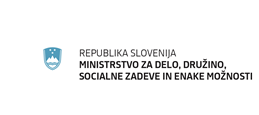 REPUBLIKA SLOVENIJA
MINISTRSTVO ZA DELO, DRUŽINO,
SOCIALNE ZADEVE IN ENAKE MOŽNOSTI